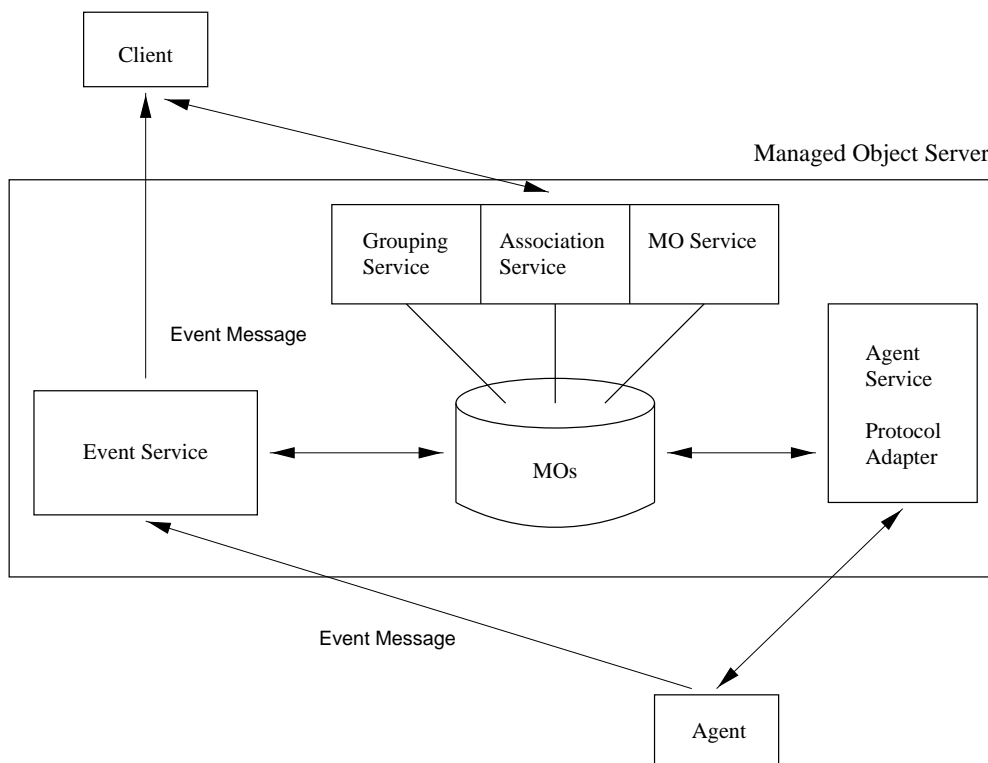 Client
Managed Object Server
Grouping
Service
Association
Service
MO Service
Event Message
Agent
Service
Protocol
Adapter
Event Service
MOs
Event Message
Agent